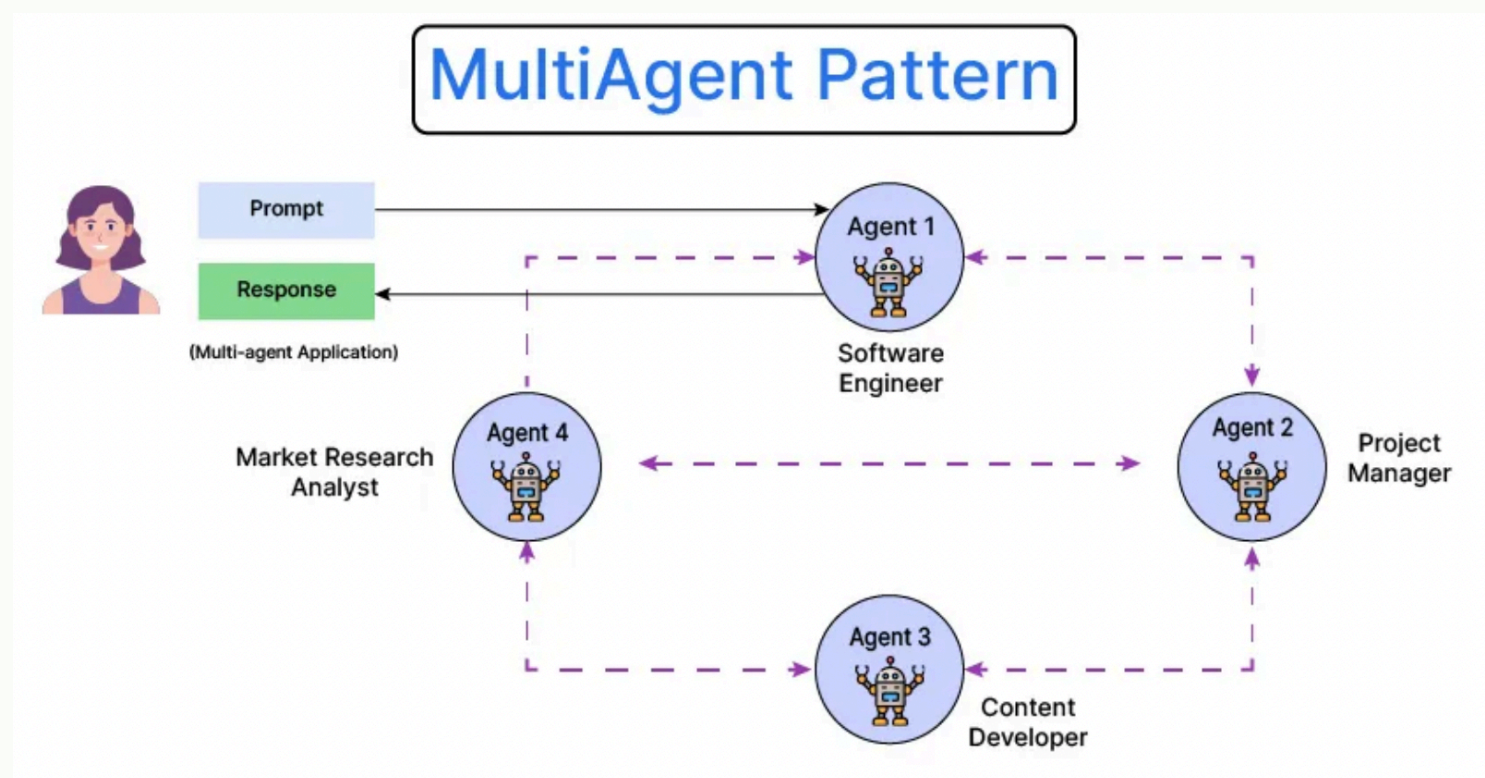 MultiAgent Pattern
Prompt
Response
(Multi-agent Application)
Agent 1
Software
Engineer
Agent 4
Market Research
Analyst
Agent 2
Project
Manager
Agent 3
Content
Developer